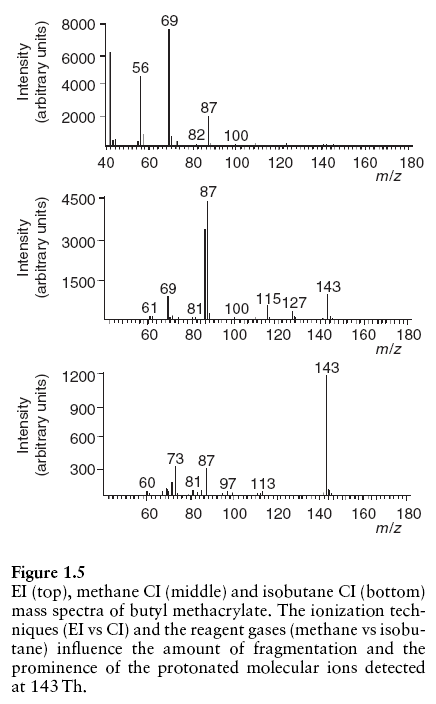 8000
6000
4000
2000
Intensity
(arbitrary units)
69
56
87
82
100
40 60 80 100 120 140 160 180
m/z
4500
3000
1500
Intensity
(arbitrary units)
87
69
61
81
100
115
127
143
60 80 100 120 140 160 180
m/z
1200
900
600
300
Intensity
(arbitrary units)
143
73
87
60
81
97
113
60 80 100 120 140 160 180
m/z
Figure 1.5
EI (top), methane CI (middle) and isobutane CI (bottom)
mass spectra of butyl methacrylate. The ionization tech-
niques (EI vs CI) and the reagent gases (methane vs isobu-
tane) influence the amount of fragmentation and the
prominence of the protonated molecular ions detected
at 143 Th.